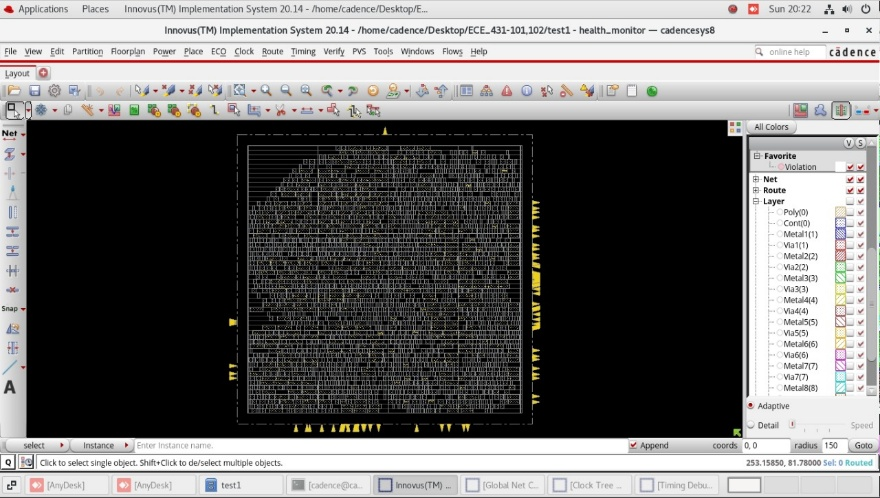 Applications Places Innovus(TM) Implementation System 20.14 - /home/cadence/Desktop/E... Sun 20:22
Innovus(TM) Implementation System 20.14 - /home/cadence/Desktop/ECE_431-101,102/test1 - health_monitor — cadencesys8
File View Edit Partition Floorplan Power Place ECO Clock Route Timing Verify PVS Tools Windows Flows Help online help cādence
Layout
Net
All Colors
V S
Favorite
Violation
Net
Route
Layer
Poly(0)
Cont(0)
Metal1(1)
Via1(1)
Metal2(2)
Via2(2)
Metal3(3)
Via3(3)
Metal4(4)
Via4(4)
Metal5(5)
Via5(5)
Metal6(6)
Via6(6)
Metal7(7)
Via7(7)
Metal8(8)
Snap
A
Adaptive
Detail Speed
select Instance Enter Instance name. Append coords 0, 0 radius 150 Goto
Q Click to select single object. Shift+Click to de/select multiple objects. 253.15850, 81.78000 Sel: 0 Routed
[AnyDesk] [AnyDesk] test1 [cadence@ca... Innovus(TM) ... [Global Net C... [Clock Tree ... [Timing Debu...